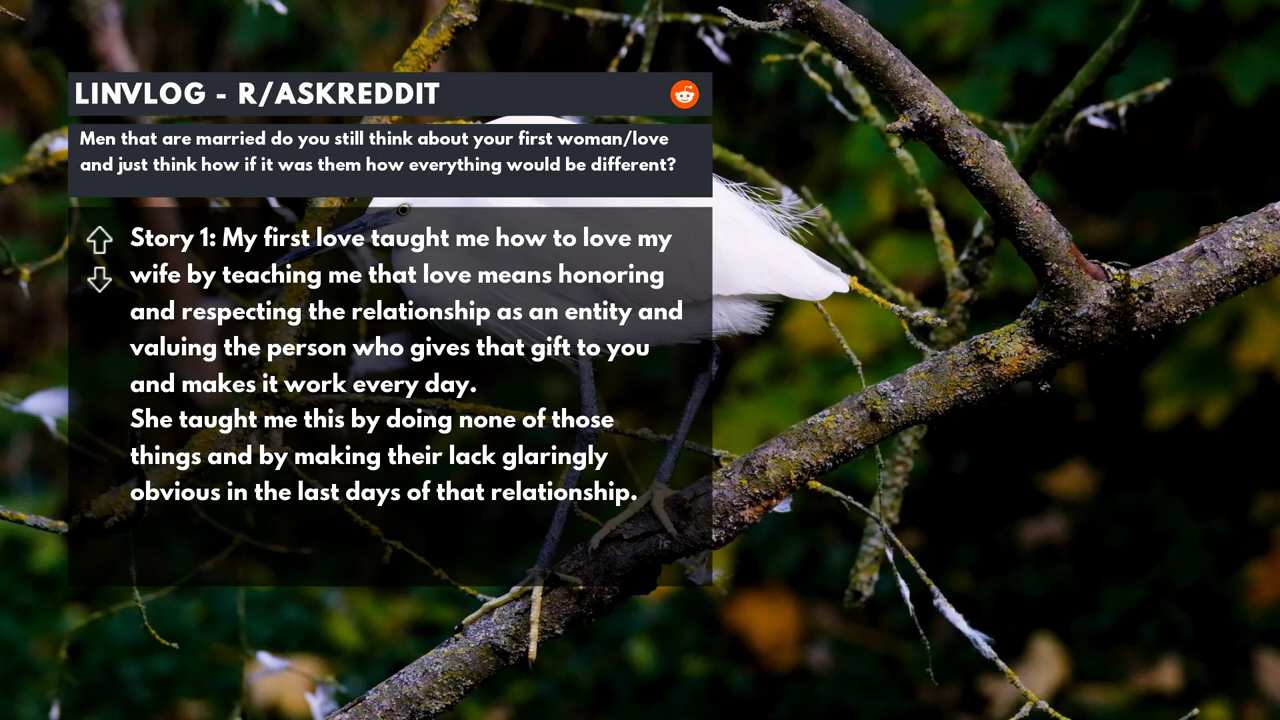 LINVLOG - R/ASKREDDIT
Men that are married do you still think about your first woman/love
and just think how if it was them how everything would be different?
Story 1: My first love taught me how to love my
wife by teaching me that love means honoring
and respecting the relationship as an entity and
valuing the person who gives that gift to you
and makes it work every day.
She taught me this by doing none of those
things and by making their lack glaringly
obvious in the last days of that relationship.